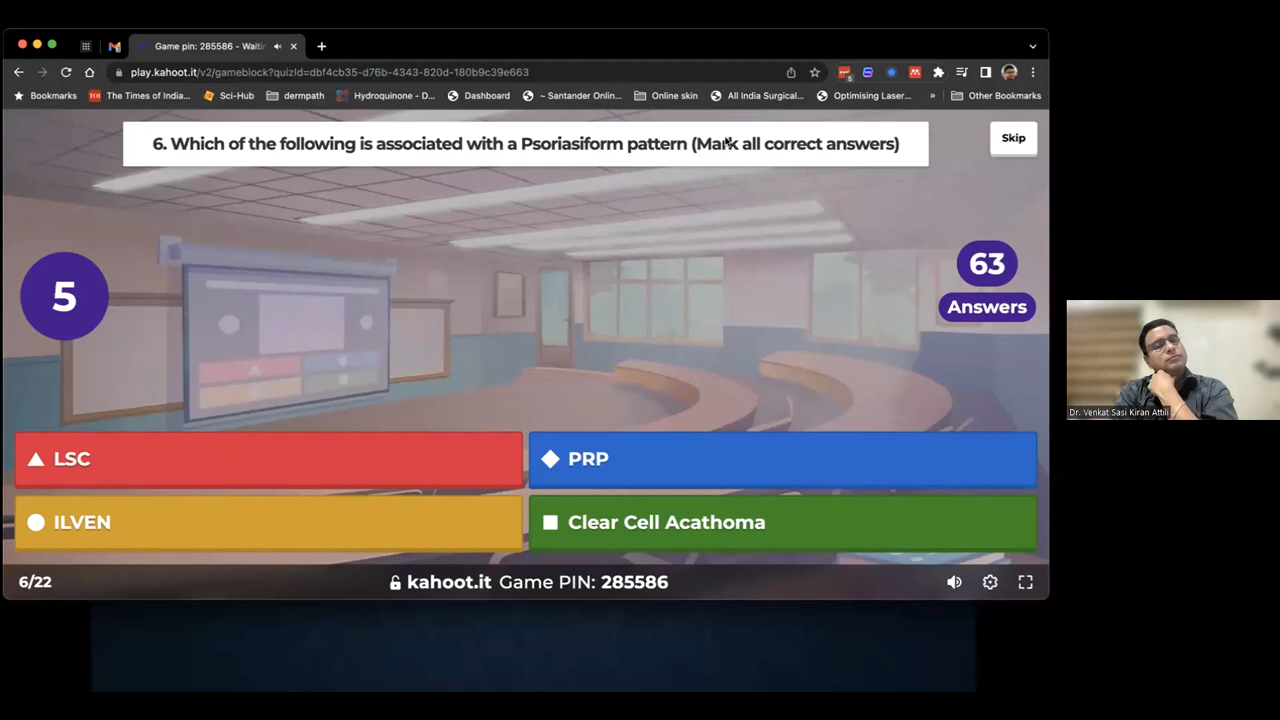 Game pin: 285586 - Waitin
play.kahoot.it/v2/gameblock?quizId=dbf4cb35-d76b-4343-820d-180b9c39e663
Bookmarks
TOI
The Times of India...
Sci-Hub
dermpath
Hydroquinone - D...
Dashboard
~ Santander Onlin...
Online skin
All India Surgical...
Optimising Laser...
»
Other Bookmarks
6. Which of the following is associated with a Psoriasiform pattern (Mark all correct answers)
Skip
5
63
Answers
Dr. Venkat Sasi Kiran Attili
LSC
PRP
ILVEN
Clear Cell Acathoma
6/22
kahoot.it Game PIN: 285586